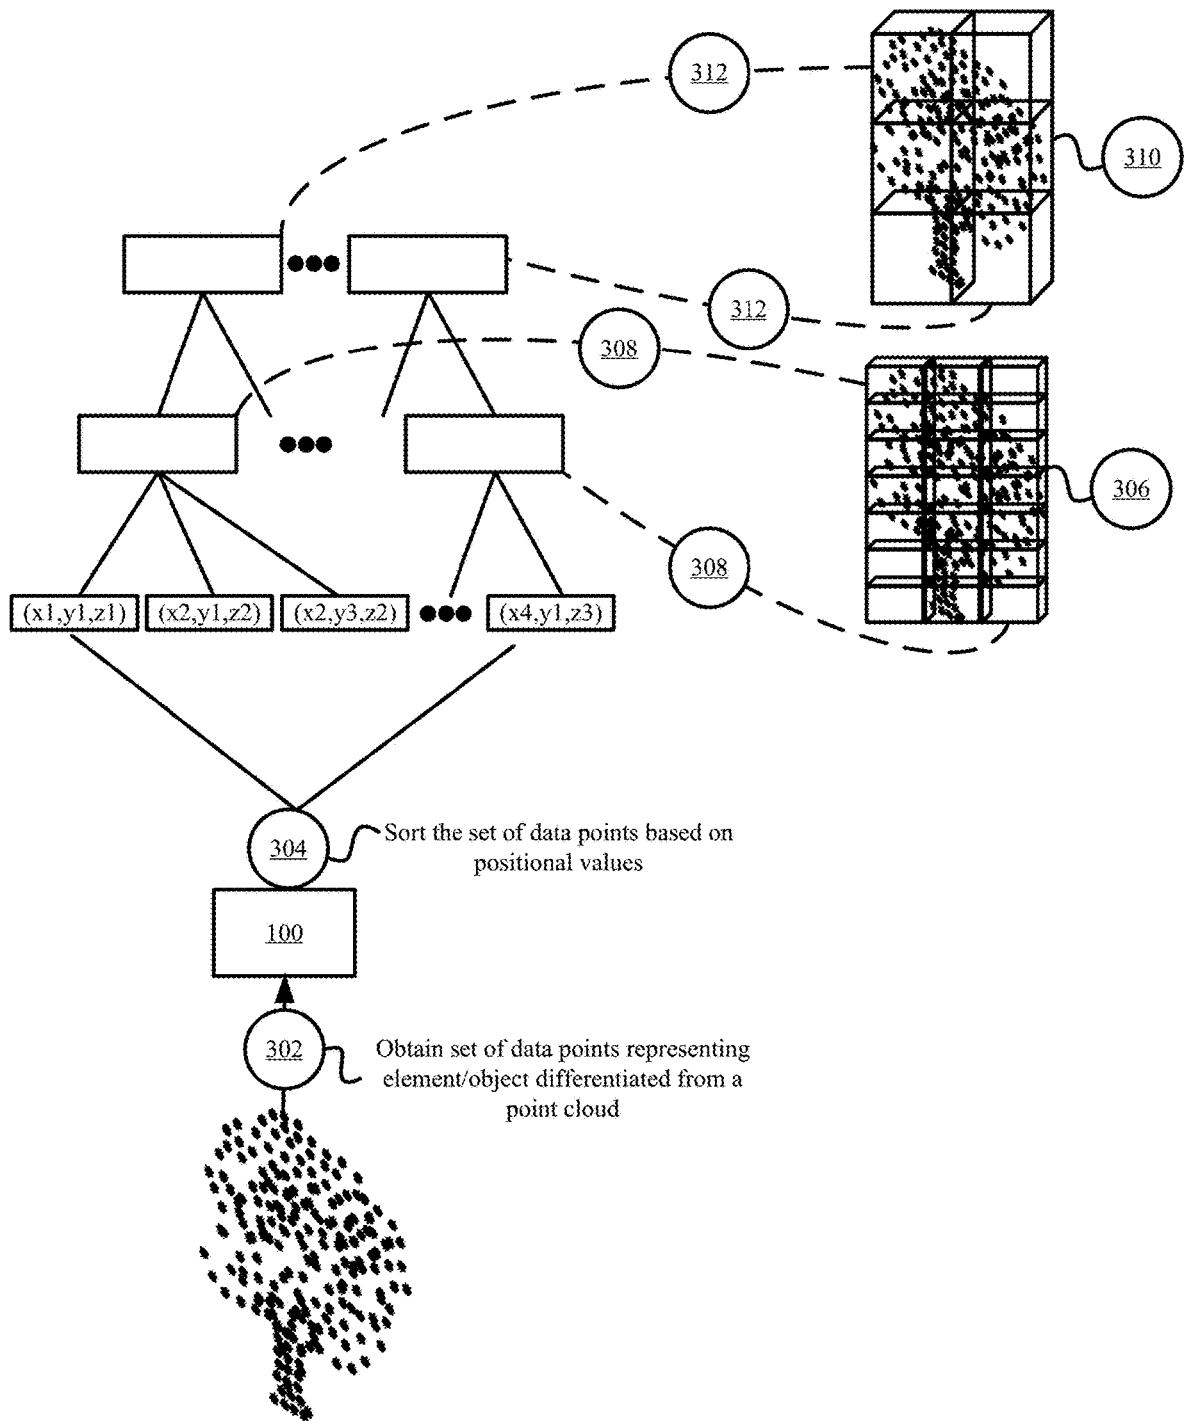 312
310
312
308
306
308
(x1,y1,z1)
(x2,y1,z2)
(x2,y3,z2)
(x4,y1,z3)
304
Sort the set of data points based on
positional values
100
302
Obtain set of data points representing
element/object differentiated from a
point cloud